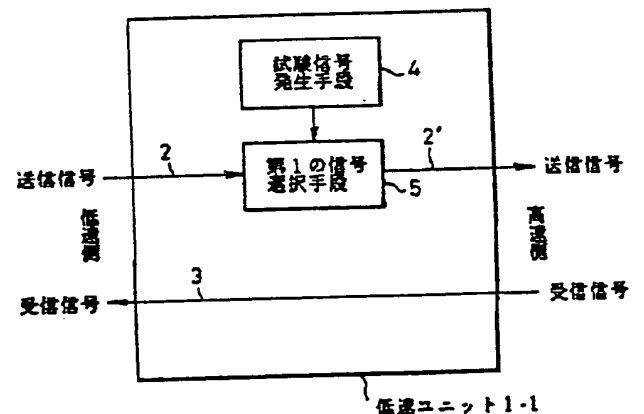 試験信号
発生手段
4
2
2'
送信信号
第1の信号
選択手段
送信信号
5
低速側
高速側
3
受信信号
受信信号
低速ユニット1-1